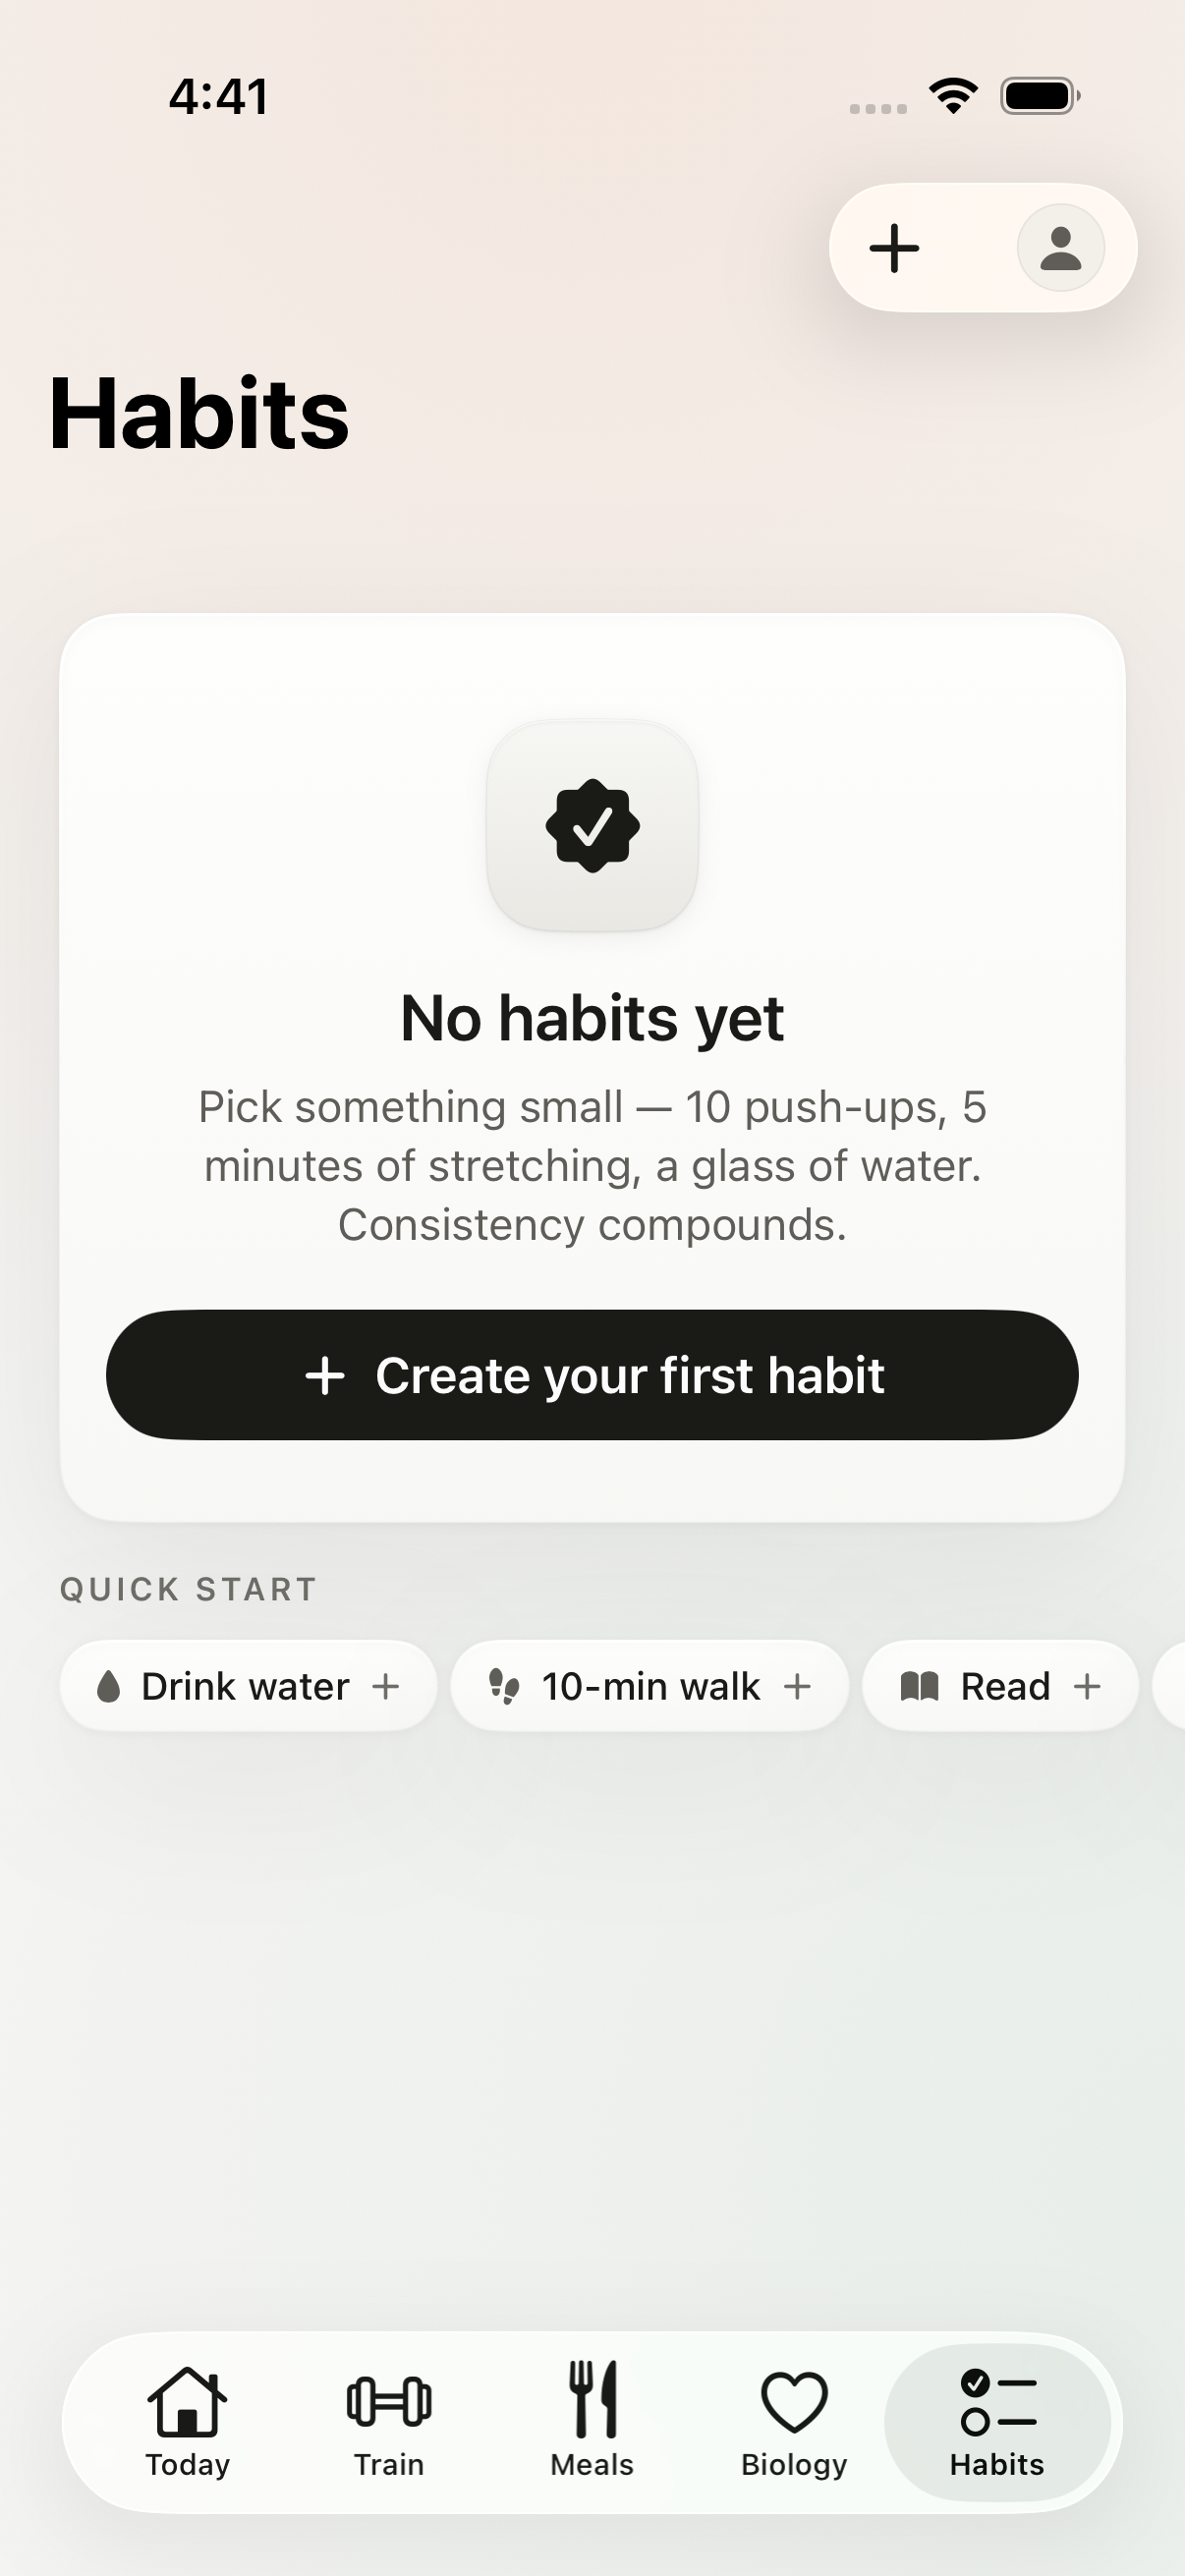 4:41
Habits
No habits yet
Pick something small — 10 push-ups, 5
minutes of stretching, a glass of water.
Consistency compounds.
Create your first habit
QUICK START
Drink water
10-min walk
Read
Today
Train
Meals
Biology
Habits